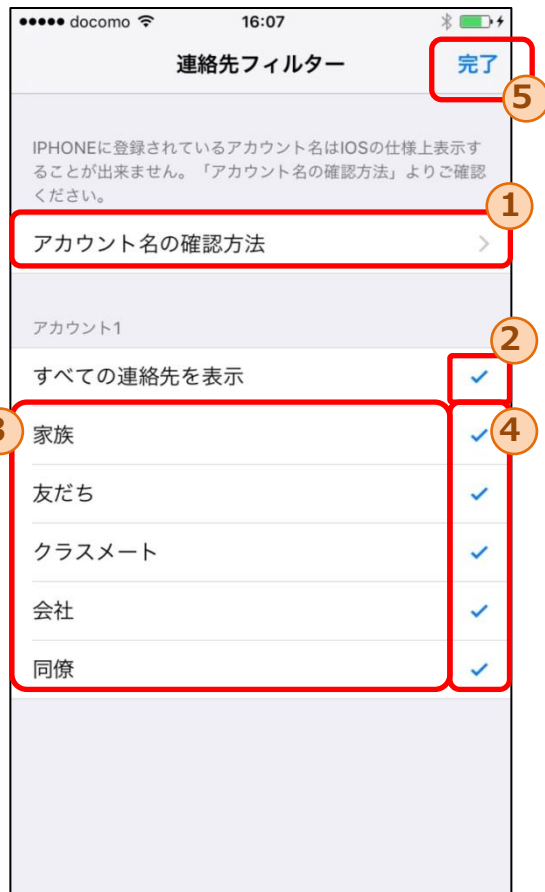 docomo 16:07
連絡先フィルター 完了
5
IPHONEに登録されているアカウント名はIOSの仕様上表示す
ることが出来ません。「アカウント名の確認方法」よりご確認
ください。
1
アカウント名の確認方法
アカウント1
2
すべての連絡先を表示
3
家族
4
友だち
クラスメート
会社
同僚